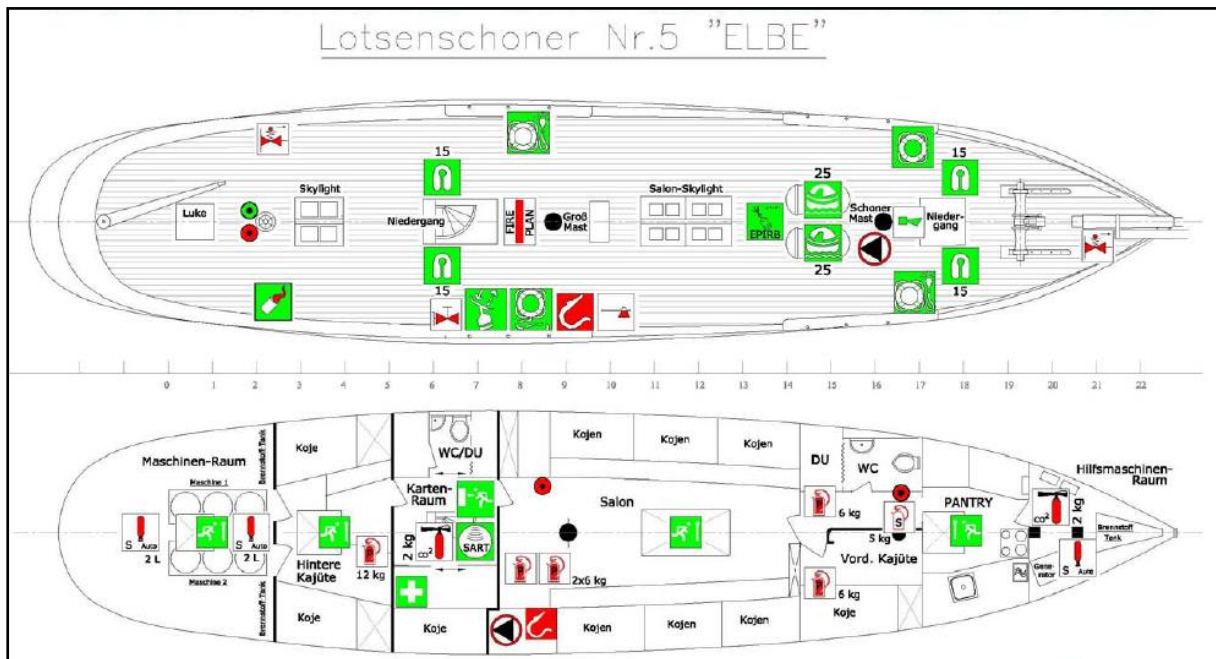 Lotsenschoner Nr.5 "ELBE"
15
15
25
Skylight
Salon-Skylight
Luke
Niedergang
FIRE PLAN
Groß Mast
EPIRB
Schoner Mast
Nieder-
gang
15
25
15
0 1 2 3 4 5 6 7 8 9 10 11 12 13 14 15 16 17 18 19 20 21 22
Maschinen-Raum
Brennstoff Tank
Koje
WC/DU
Kojen
Kojen
Kojen
DU
WC
Hilfsmaschinen-
Raum
Maschine 1
Karten-
Raum
Salon
PANTRY
6 kg
S
5 kg
CO2
2 kg
S Auto
2 L
S Auto
2 L
Maschine 2
Hintere
Kajüte
12 kg
2 kg
CO2
SART
2x6 kg
Vord. Kajüte
6 kg
Brennstoff
Tank
Gene-
rator
S Auto
Brennstoff Tank
Koje
Koje
Kojen
Kojen
Kojen
Koje